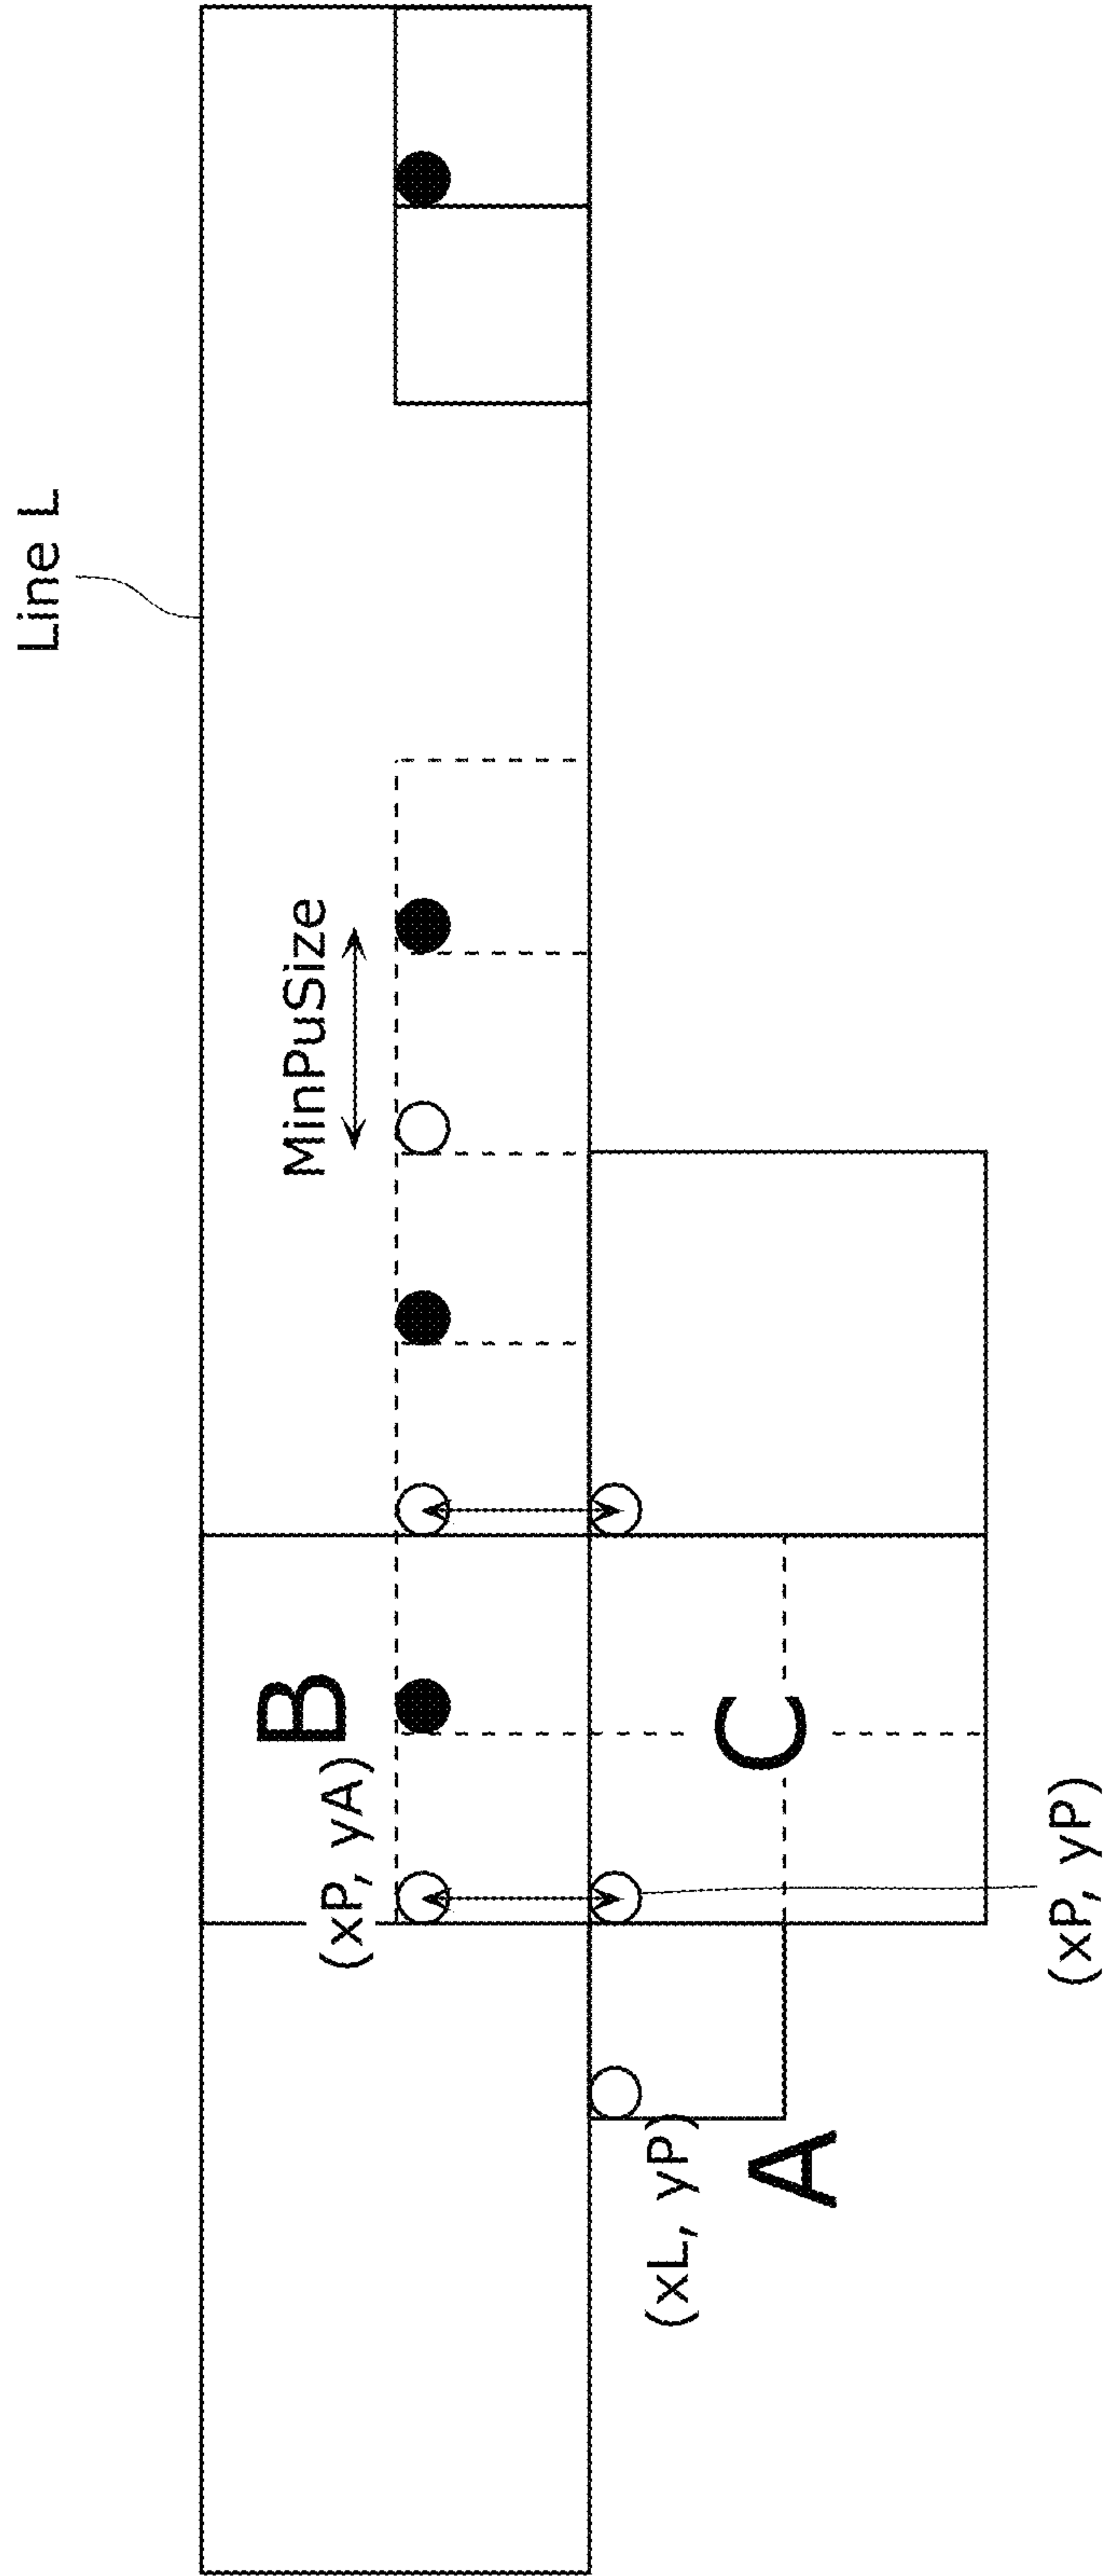 Line L
MinPuSize
B
(xP, yA)
C
(xP, yP)
(xL, yP)
A